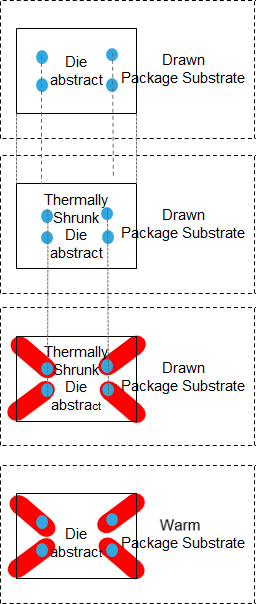 Die
abstract
Drawn
Package Substrate
Thermally
Shrunk
Die
abstract
Drawn
Package Substrate
Thermally
Shrunk
Die
abstract
Drawn
Package Substrate
Die
abstract
Warm
Package Substrate